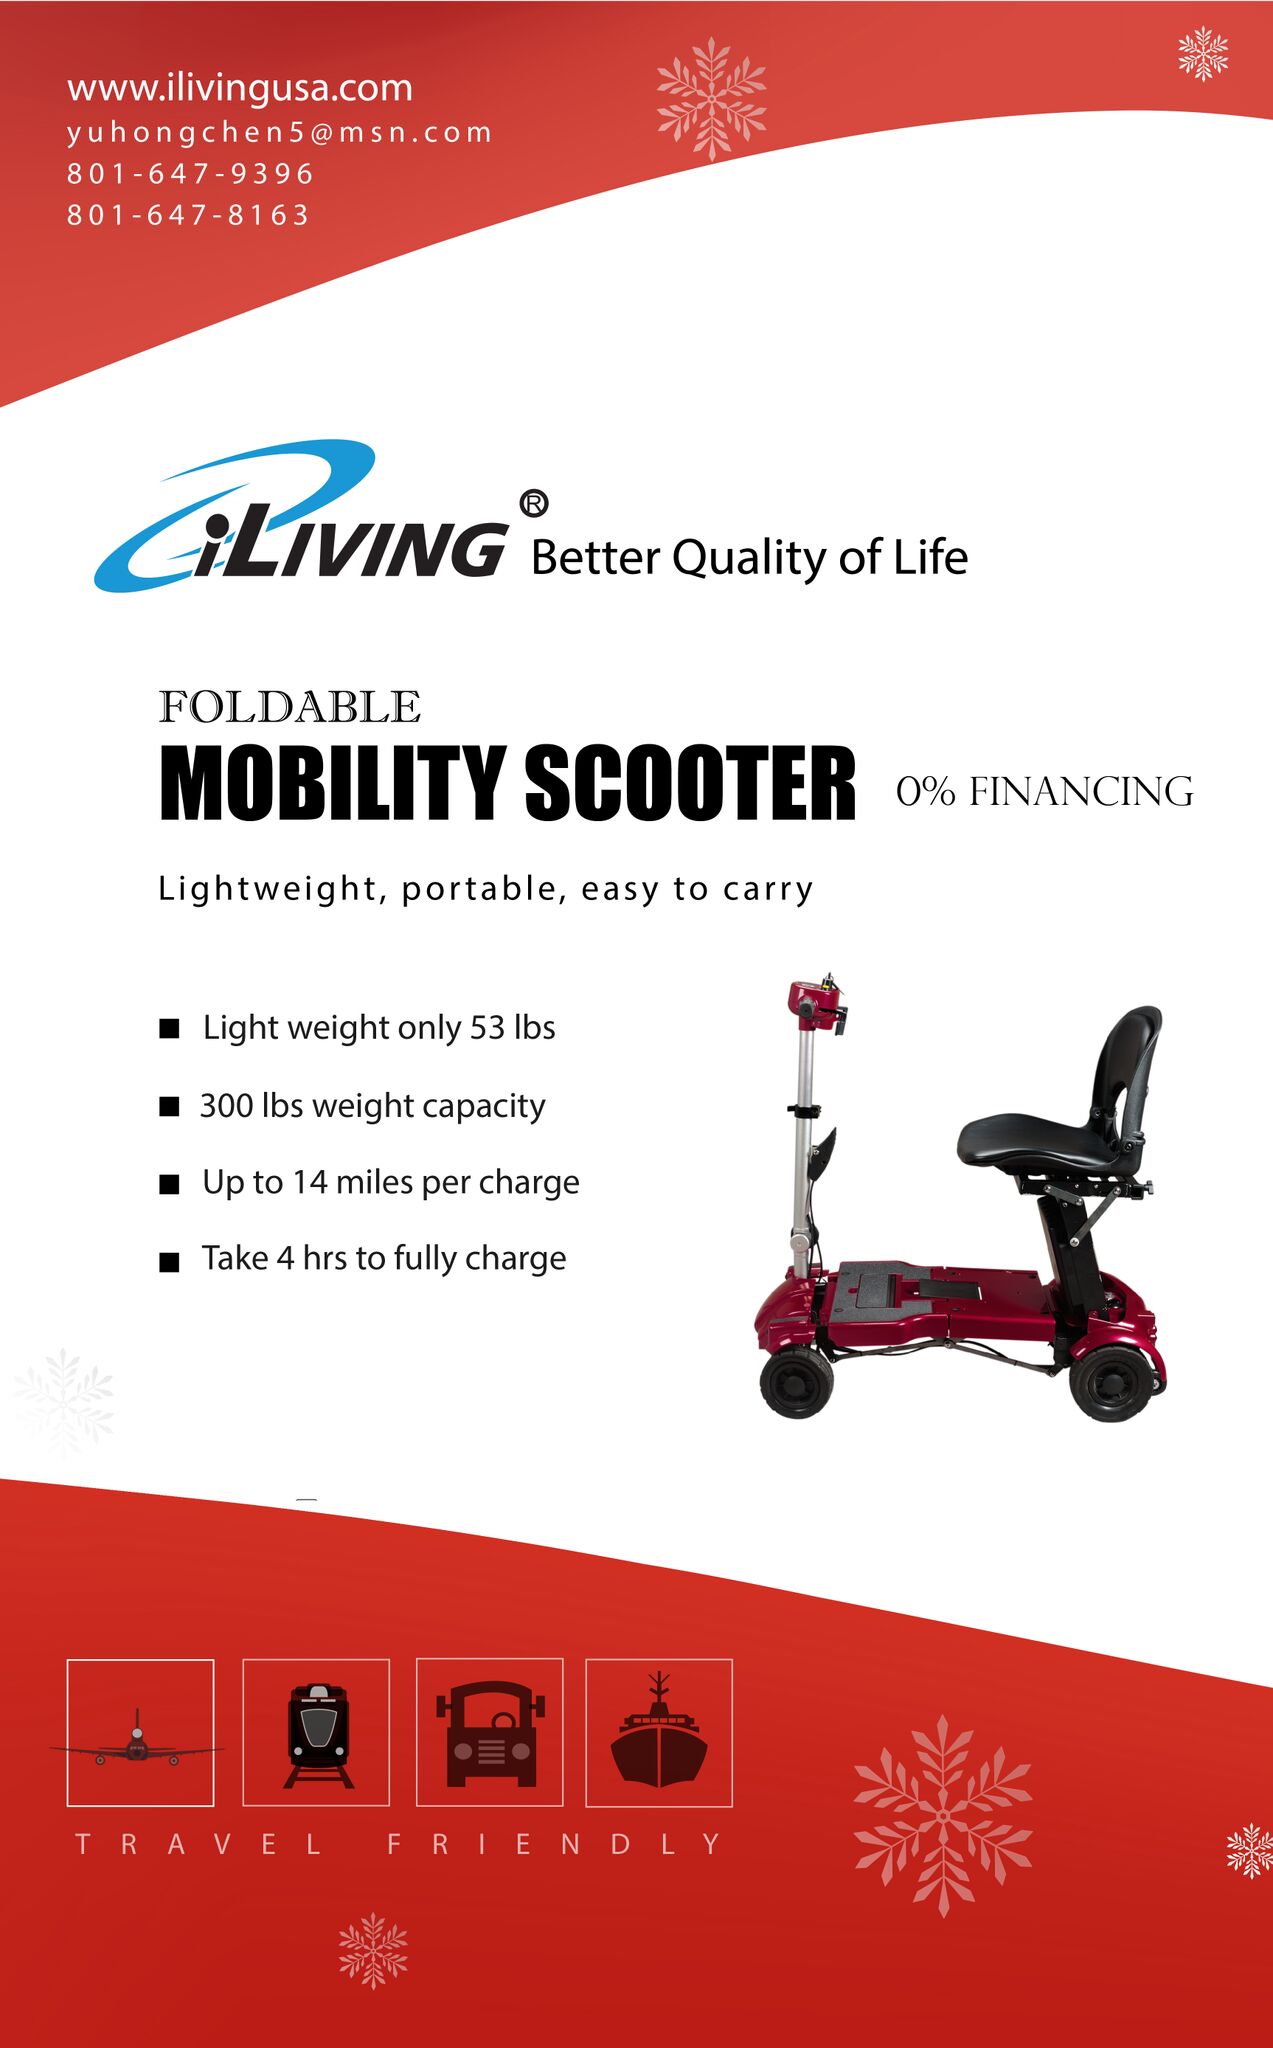 www.ilivingusa.com
yuhongchen5@msn.com
801-647-9396
801-647-8163
iLIVING®
Better Quality of Life
FOLDABLE
MOBILITY SCOOTER
0% FINANCING
Lightweight, portable, easy to carry
Light weight only 53 lbs
300 lbs weight capacity
Up to 14 miles per charge
Take 4 hrs to fully charge
TRAVEL FRIENDLY